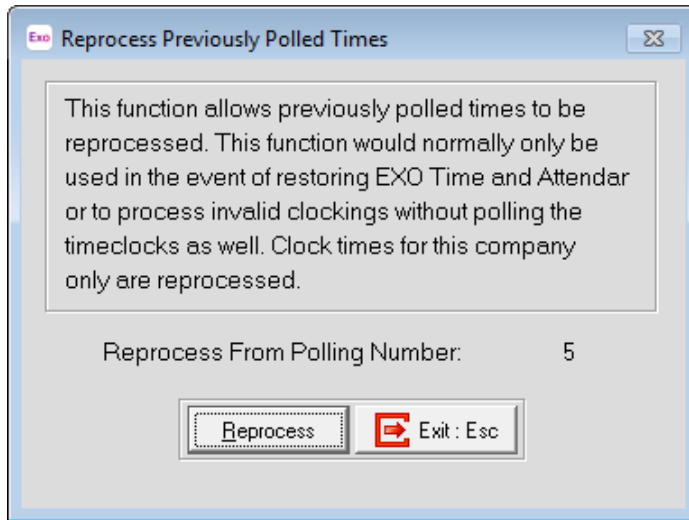 Exo Reprocess Previously Polled Times
This function allows previously polled times to be
reprocessed. This function would normally only be
used in the event of restoring EXO Time and Attendar
or to process invalid clockings without polling the
timeclocks as well. Clock times for this company
only are reprocessed.
Reprocess From Polling Number: 5
Reprocess Exit : Esc